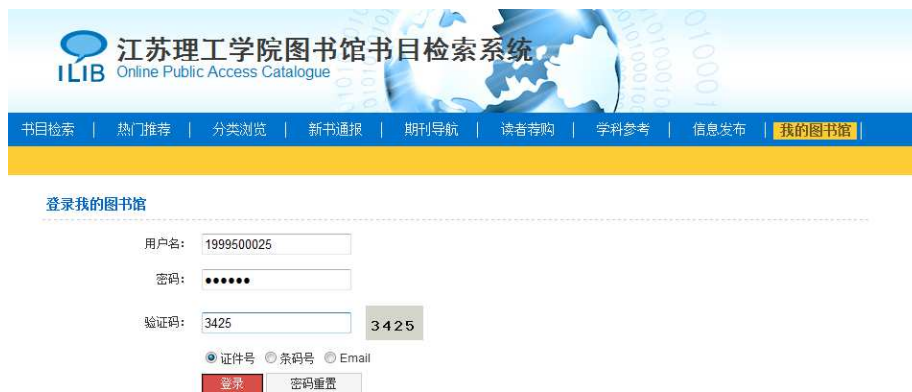 江苏理工学院图书馆书目检索系统
ILIB Online Public Access Catalogue
书目检索 | 热门推荐 | 分类浏览 | 新书通报 | 期刊导航 | 读者荐购 | 学科参考 | 信息发布 | 我的图书馆 |
登录我的图书馆
用户名: 1999500025
密码: ••••••
验证码: 3425 3425
证件号 条码号 Email
登录 密码重置